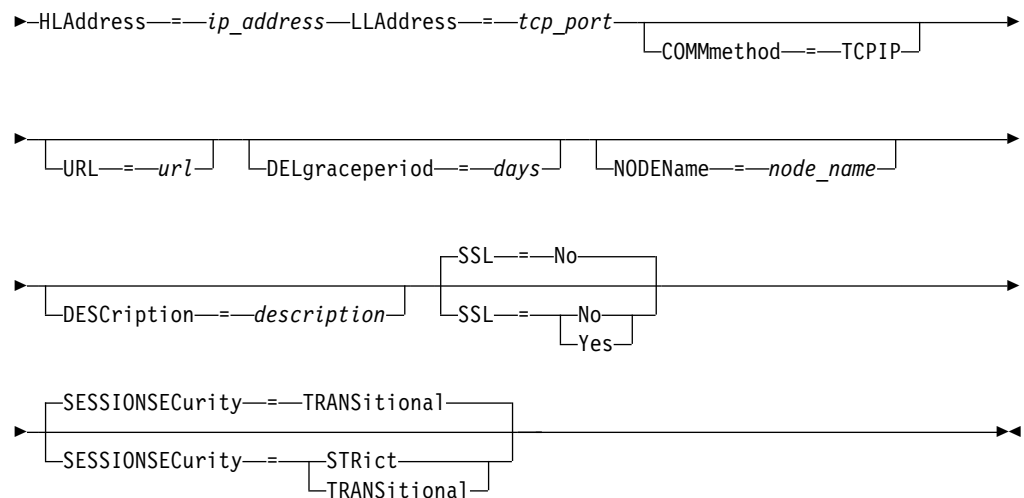 HLAddress = ip_address LLAddress = tcp_port
COMMmethod = TCPIP
URL = url DELgraceperiod = days NODEName = node_name
SSL = No
DESCription = description SSL = No
Yes
SESSIONSECurity = TRANSitional
SESSIONSECurity = STRict
TRANSitional